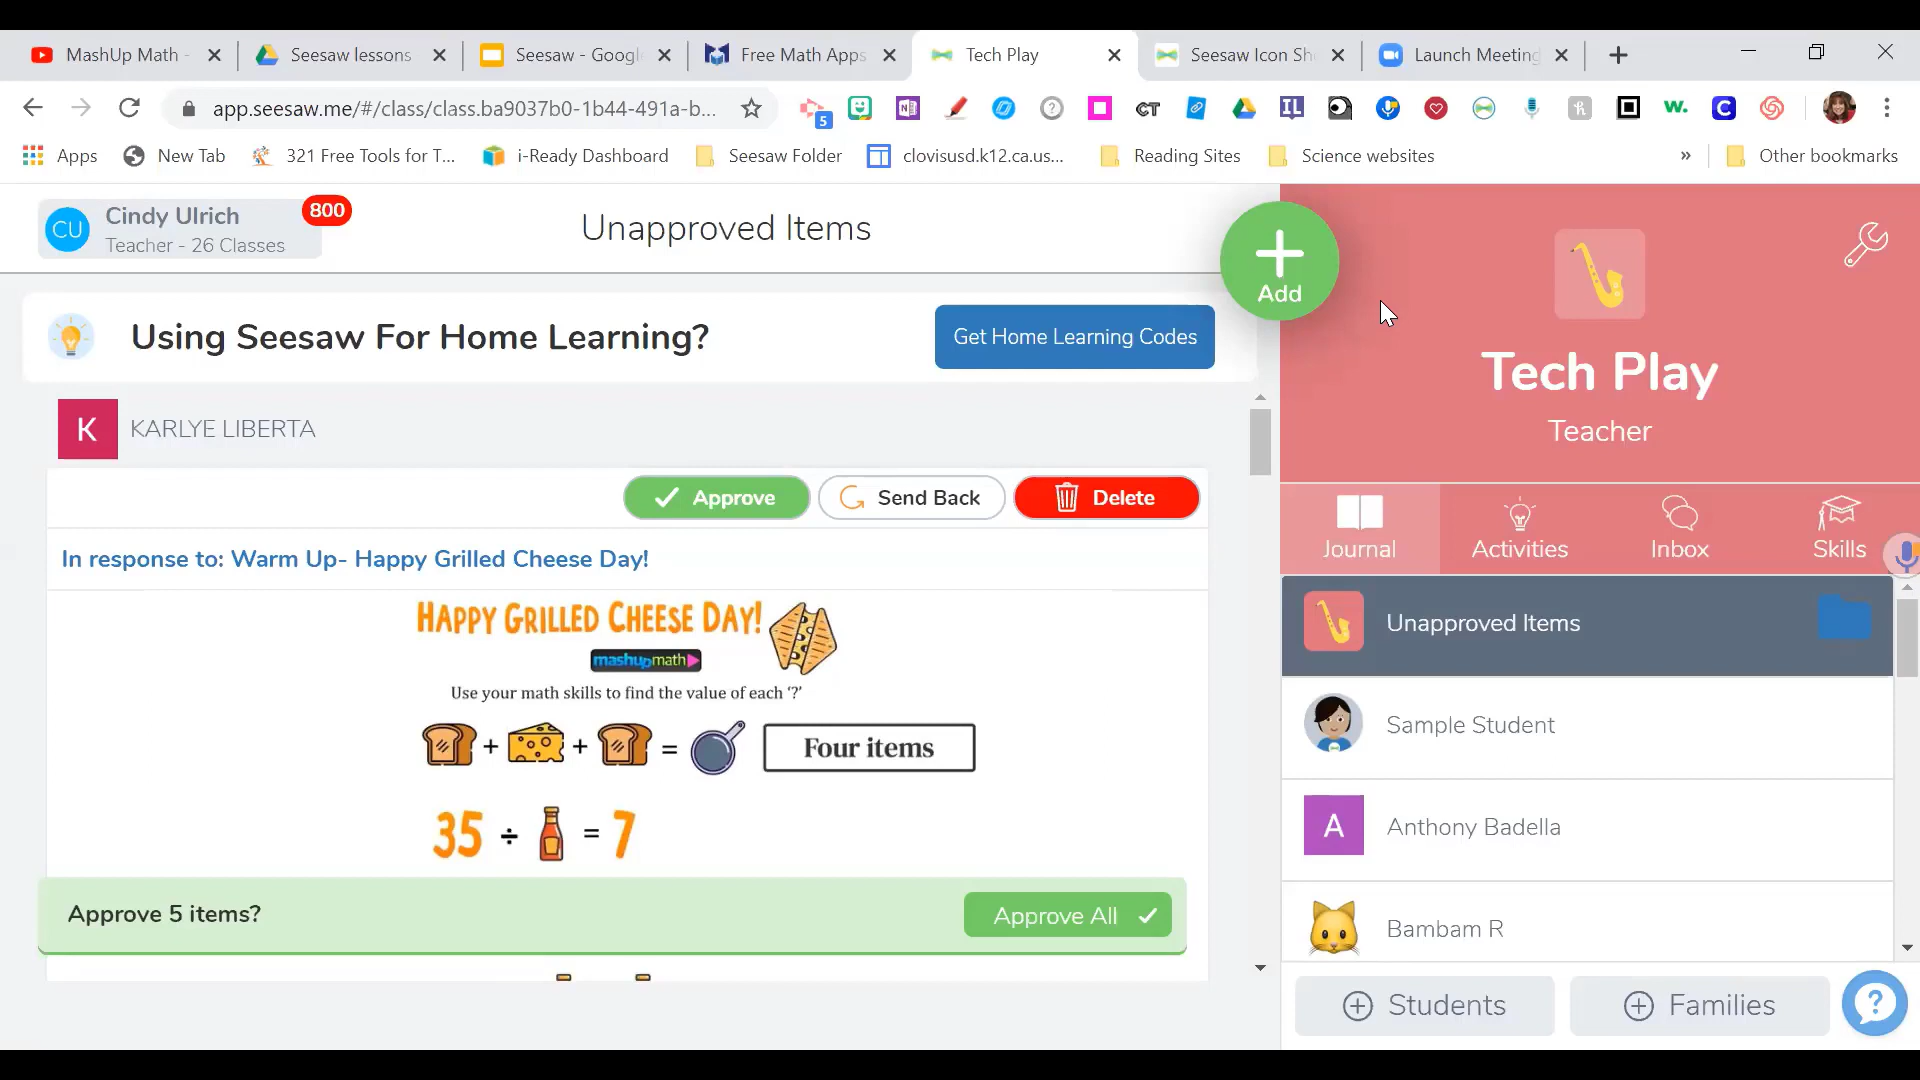 MashUp Math -
Seesaw lessons
Seesaw - Google
Free Math Apps
Tech Play
Seesaw Icon Sh
Launch Meeting
app.seesaw.me/#/class/class.ba9037b0-1b44-491a-b...
5
CT
IL
w.
C
Apps
New Tab
321 Free Tools for T...
i-Ready Dashboard
Seesaw Folder
clovisusd.k12.ca.us...
Reading Sites
Science websites
»
Other bookmarks
CU
Cindy Ulrich
800
Teacher - 26 Classes
Unapproved Items
Add
Using Seesaw For Home Learning?
Get Home Learning Codes
K
KARLYE LIBERTA
Approve
Send Back
Delete
In response to: Warm Up- Happy Grilled Cheese Day!
HAPPY GRILLED CHEESE DAY!
mashupmath
Use your math skills to find the value of each '?'
+ + = Four items
35 ÷ = 7
Approve 5 items?
Approve All
Tech Play
Teacher
Journal
Activities
Inbox
Skills
Unapproved Items
Sample Student
A
Anthony Badella
Bambam R
Students
Families
?